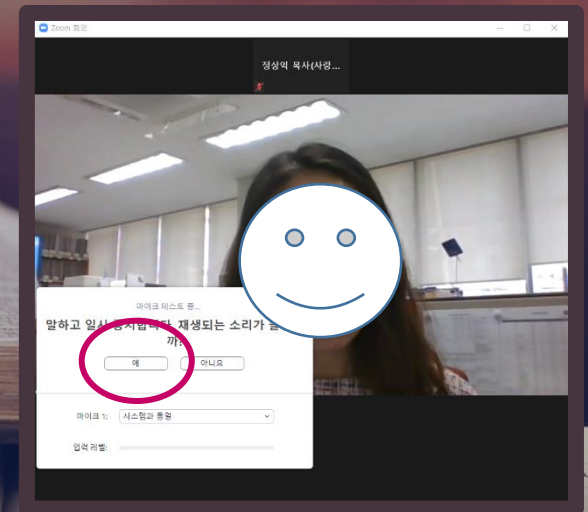 Zoom 회의
정상익 목사(사랑...
마이크 테스트 중...
말하고 일시 중지합니다, 재생되는 소리가
까?
예
아니요
마이크 1:
시스템과 동일
입력 레벨: